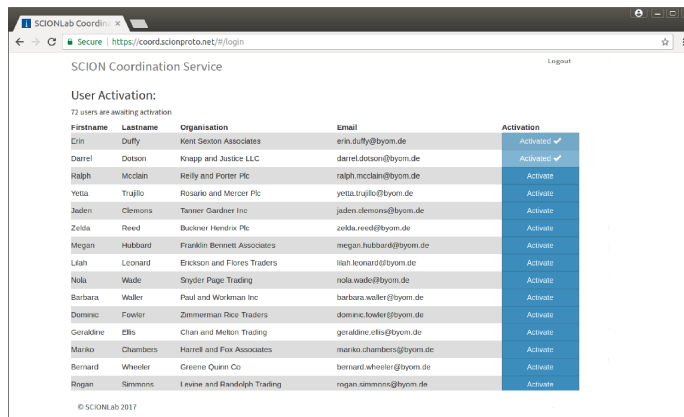 SCIONLab Coordin
Secure https://coord.scionproto.net/#/login
SCION Coordination Service Logout
User Activation:
72 users are awaiting activation
Firstname Lastname Organisation Email Activation
Erin Duffy Kent Sexton Associates erin.duffy@byom.de Activated ✔
Darrel Dotson Knapp and Justice LLC darrel.dotson@byom.de Activated ✔
Ralph Mcclain Reilly and Porter Plc ralph.mcclain@byom.de Activate
Yetta Trujillo Rosario and Mercer Plc yetta.trujillo@byom.de Activate
Jaden Clemons Tanner Gardner Inc jaden.clemons@byom.de Activate
Zelda Reed Buckner Hendrix Plc zelda.reed@byom.de Activate
Megan Hubbard Franklin Bennett Associates megan.hubbard@byom.de Activate
Lilah Leonard Erickson and Flores Traders lilah.leonard@byom.de Activate
Nola Wade Snyder Page Trading nola.wade@byom.de Activate
Barbara Waller Paul and Workman Inc barbara.waller@byom.de Activate
Dominic Fowler Zimmerman Rice Traders dominic.fowler@byom.de Activate
Geraldine Ellis Chan and Melton Trading geraldine.ellis@byom.de Activate
Mariko Chambers Harrell and Fox Associates mariko.chambers@byom.de Activate
Bernard Wheeler Greene Quinn Co bernard.wheeler@byom.de Activate
Rogan Simmons Levine and Randolph Trading rogan.simmons@byom.de Activate
© SCIONLab 2017